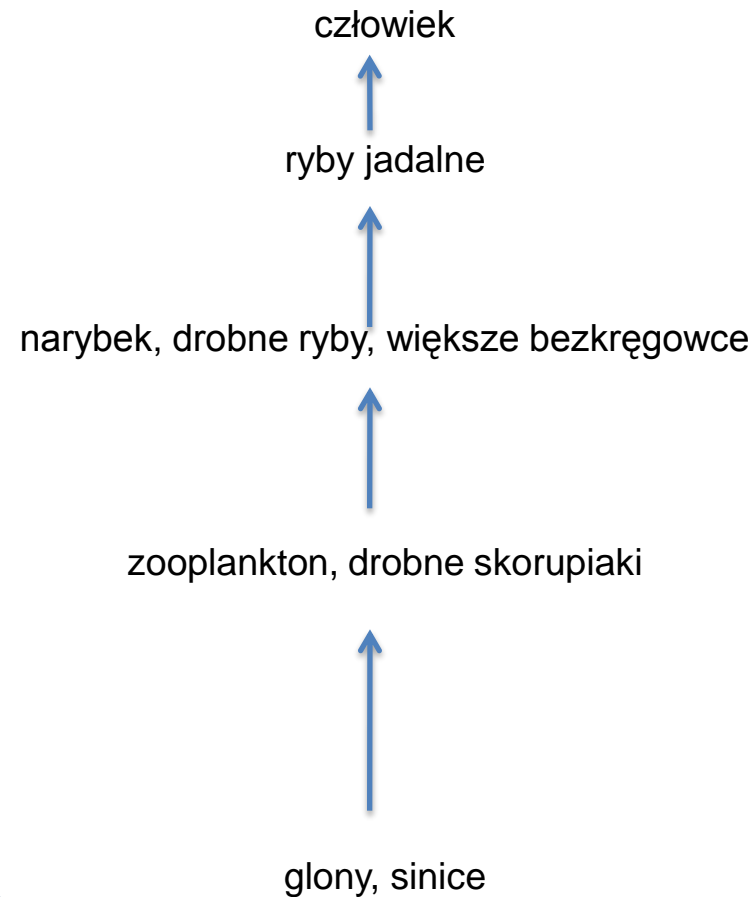 człowiek
ryby jadalne
narybek, drobne ryby, większe bezkręgowce
zooplankton, drobne skorupiaki
glony, sinice